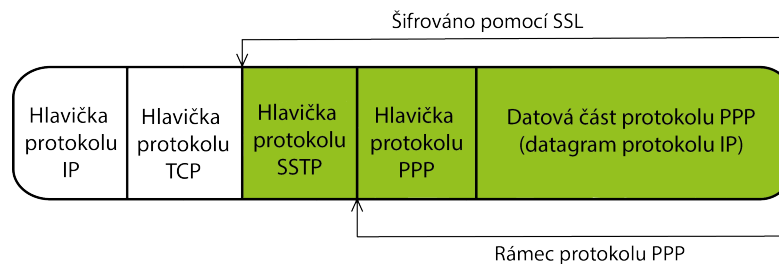 Šifrováno pomocí SSL
Hlavička
protokolu
IP
Hlavička
protokolu
TCP
Hlavička
protokolu
SSTP
Hlavička
protokolu
PPP
Datová část protokolu PPP
(datagram protokolu IP)
Rámec protokolu PPP